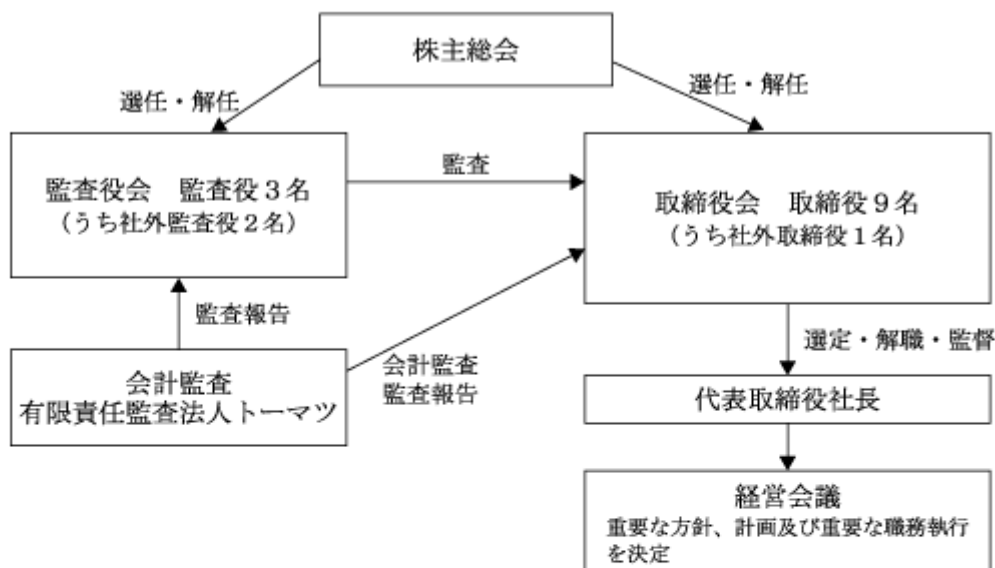 株主総会
選任・解任
選任・解任
監査役会　監査役３名
（うち社外監査役２名）
監査
取締役会　取締役９名
（うち社外取締役１名）
監査報告
会計監査
監査報告
選定・解職・監督
会計監査
有限責任監査法人トーマツ
代表取締役社長
経営会議
重要な方針、計画及び重要な職務執行
を決定